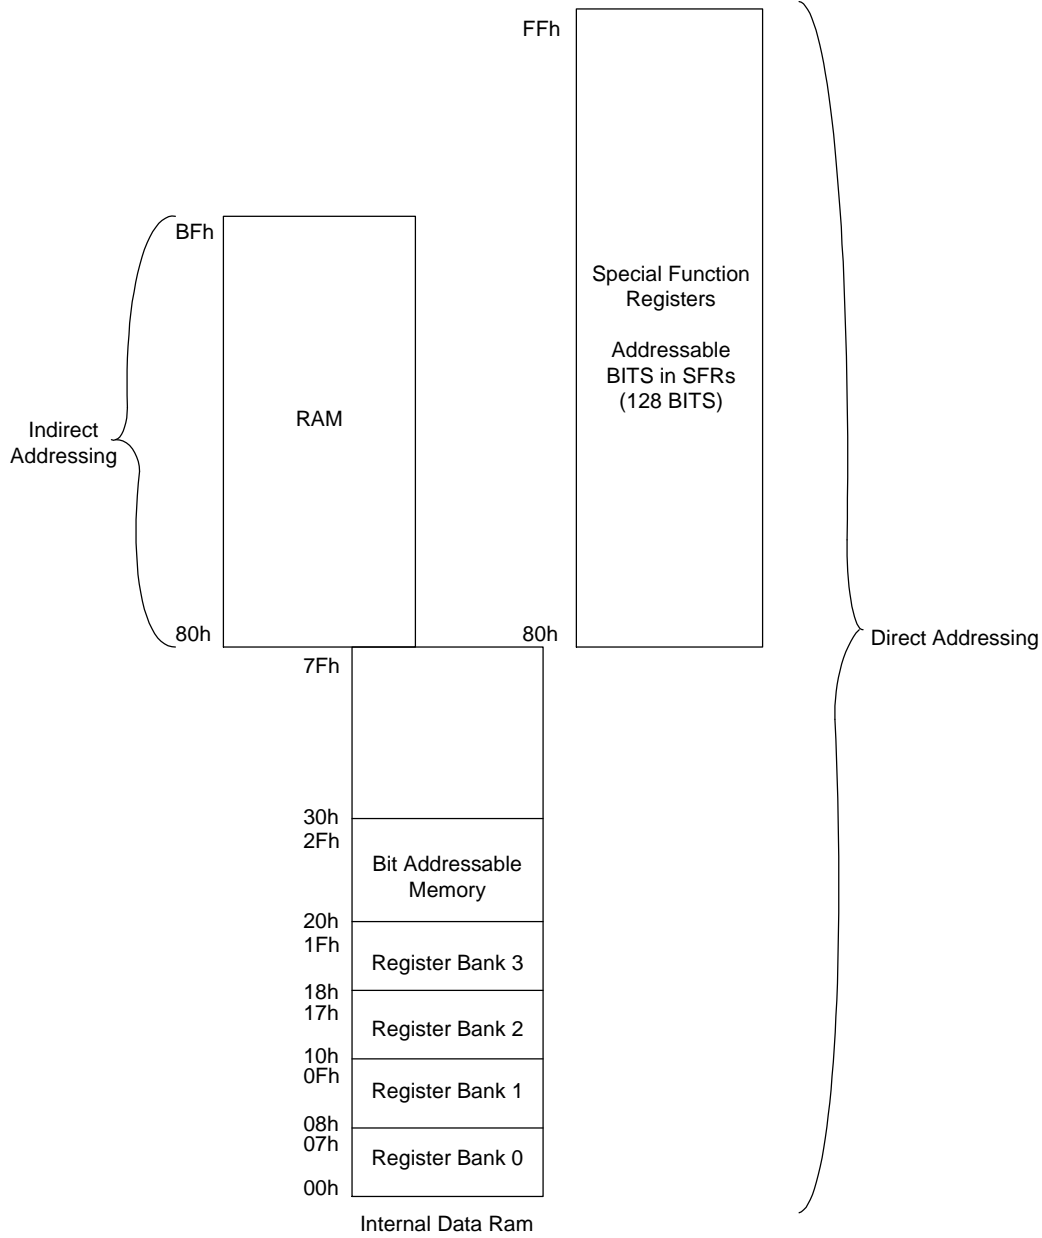 FFh
BFh
Special Function
Registers
Addressable
BITS in SFRs
(128 BITS)
RAM
Indirect
Addressing
80h
80h
Direct Addressing
7Fh
30h
2Fh
Bit Addressable
Memory
20h
1Fh
Register Bank 3
18h
17h
Register Bank 2
10h
0Fh
Register Bank 1
08h
07h
Register Bank 0
00h
Internal Data Ram